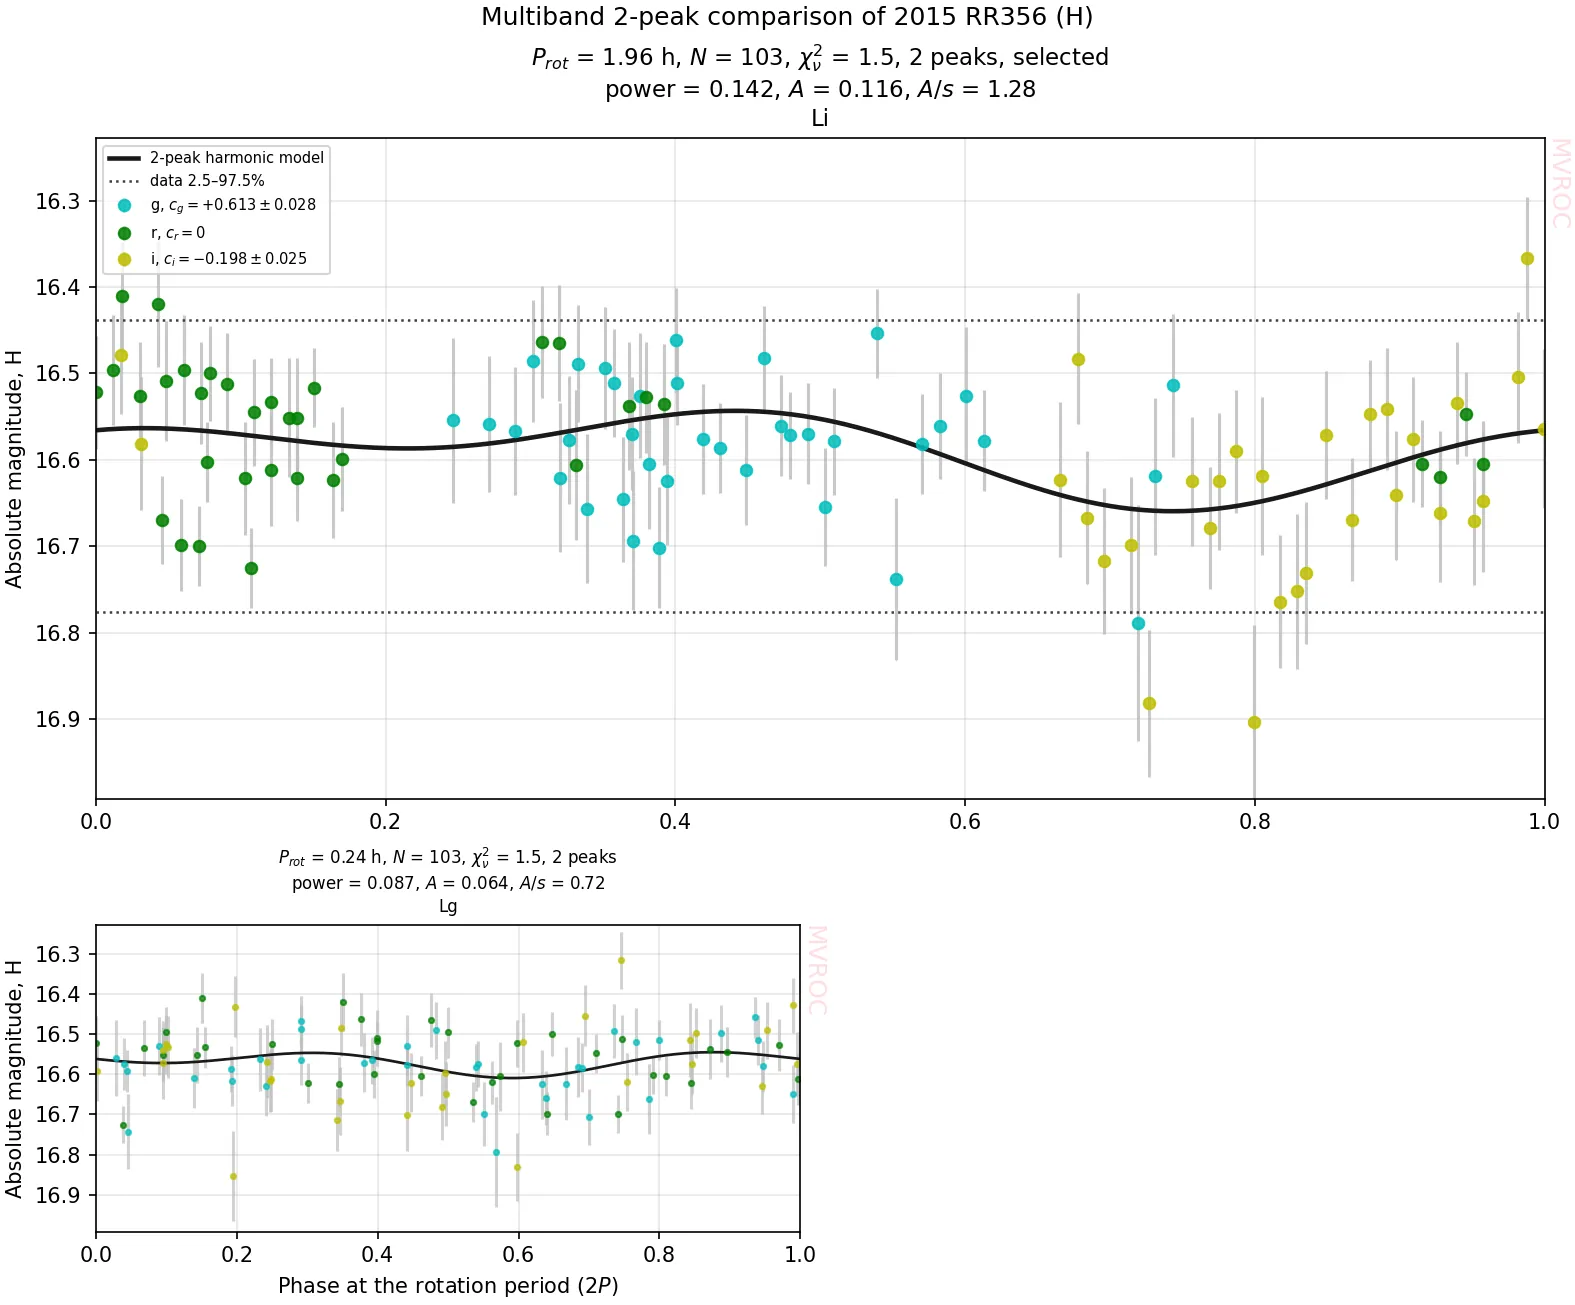 Multiband 2-peak comparison of 2015 RR356 (H)
P_rot = 1.96 h, N = 103, χ²_ν = 1.5, 2 peaks, selected
power = 0.142, A = 0.116, A/s = 1.28
Li
2-peak harmonic model
data 2.5–97.5%
g, c_g = +0.613 ± 0.028
r, c_r = 0
i, c_i = −0.198 ± 0.025
MVROC
Absolute magnitude, H
16.3
16.4
16.5
16.6
16.7
16.8
16.9
0.0 0.2 0.4 0.6 0.8 1.0
P_rot = 0.24 h, N = 103, χ²_ν = 1.5, 2 peaks
power = 0.087, A = 0.064, A/s = 0.72
Lg
MVROC
Absolute magnitude, H
16.3
16.4
16.5
16.6
16.7
16.8
16.9
0.0 0.2 0.4 0.6 0.8 1.0
Phase at the rotation period (2P)